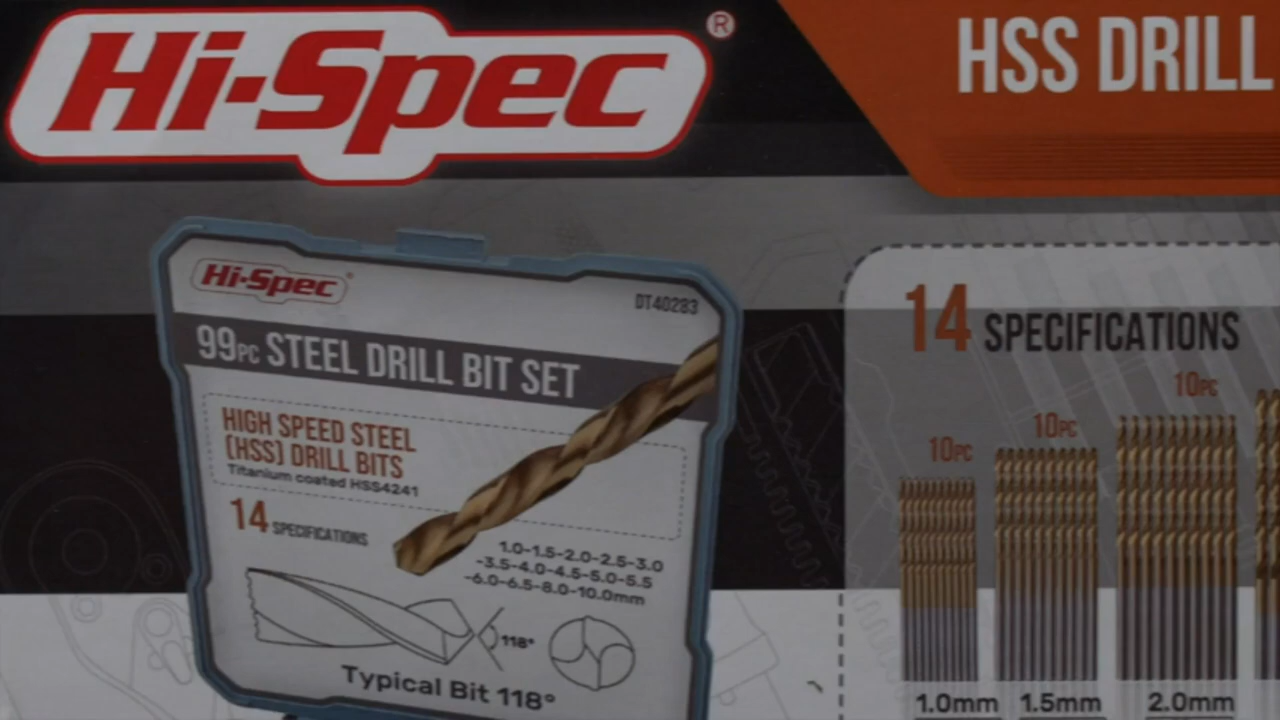 Hi-Spec®
HSS DRILL
Hi-Spec
DT40283
99PC STEEL DRILL BIT SET
HIGH SPEED STEEL
(HSS) DRILL BITS
Titanium coated HSS4241
14 SPECIFICATIONS
1.0-1.5-2.0-2.5-3.0
-3.5-4.0-4.5-5.0-5.5
-6.0-6.5-8.0-10.0mm
118°
Typical Bit 118°
14 SPECIFICATIONS
10PC
10PC
10PC
1.0mm
1.5mm
2.0mm